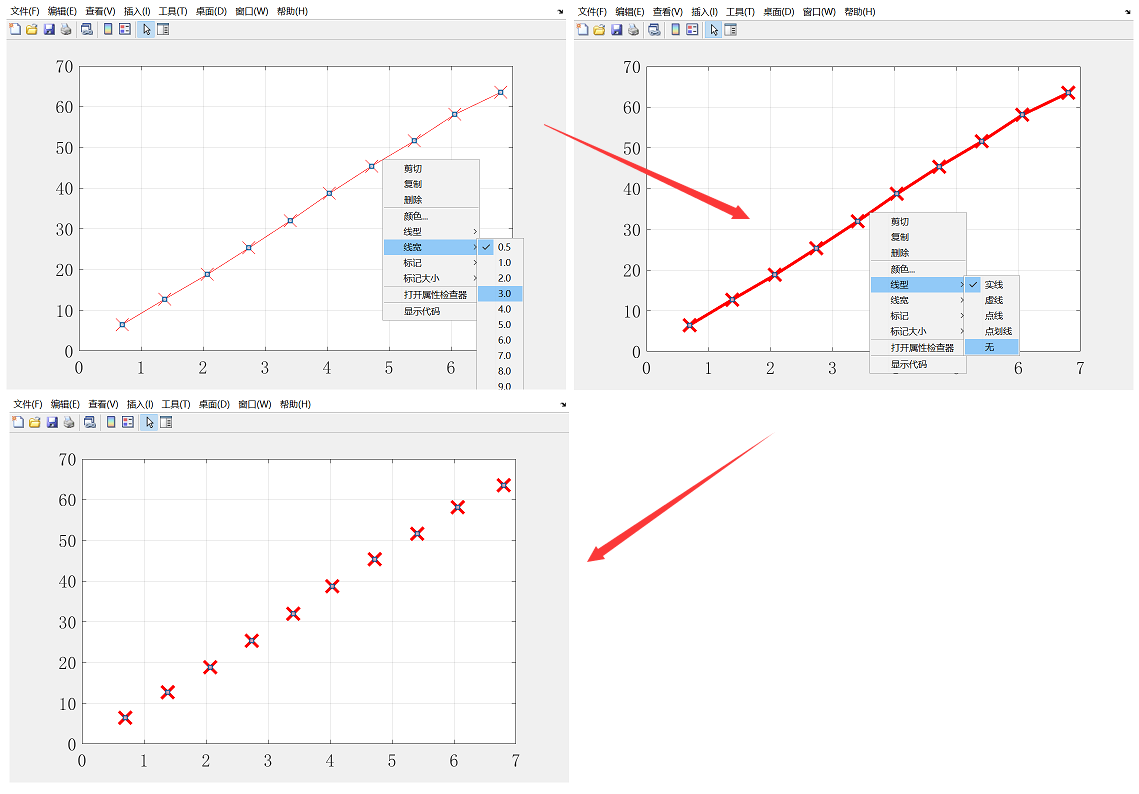 文件(F) 编辑(E) 查看(V) 插入(I) 工具(T) 桌面(D) 窗口(W) 帮助(H)
70
60
50
40
30
20
10
0
0 1 2 3 4 5 6
剪切
复制
删除
颜色...
线型
线宽
标记
标记大小
打开属性检查器
显示代码
0.5
1.0
2.0
3.0
4.0
5.0
6.0
7.0
8.0
9.0
文件(F) 编辑(E) 查看(V) 插入(I) 工具(T) 桌面(D) 窗口(W) 帮助(H)
70
60
50
40
30
20
10
0
0 1 2 3 4 5 6 7
剪切
复制
删除
颜色...
线型
线宽
标记
标记大小
打开属性检查器
显示代码
实线
虚线
点线
点划线
无
文件(F) 编辑(E) 查看(V) 插入(I) 工具(T) 桌面(D) 窗口(W) 帮助(H)
70
60
50
40
30
20
10
0
0 1 2 3 4 5 6 7